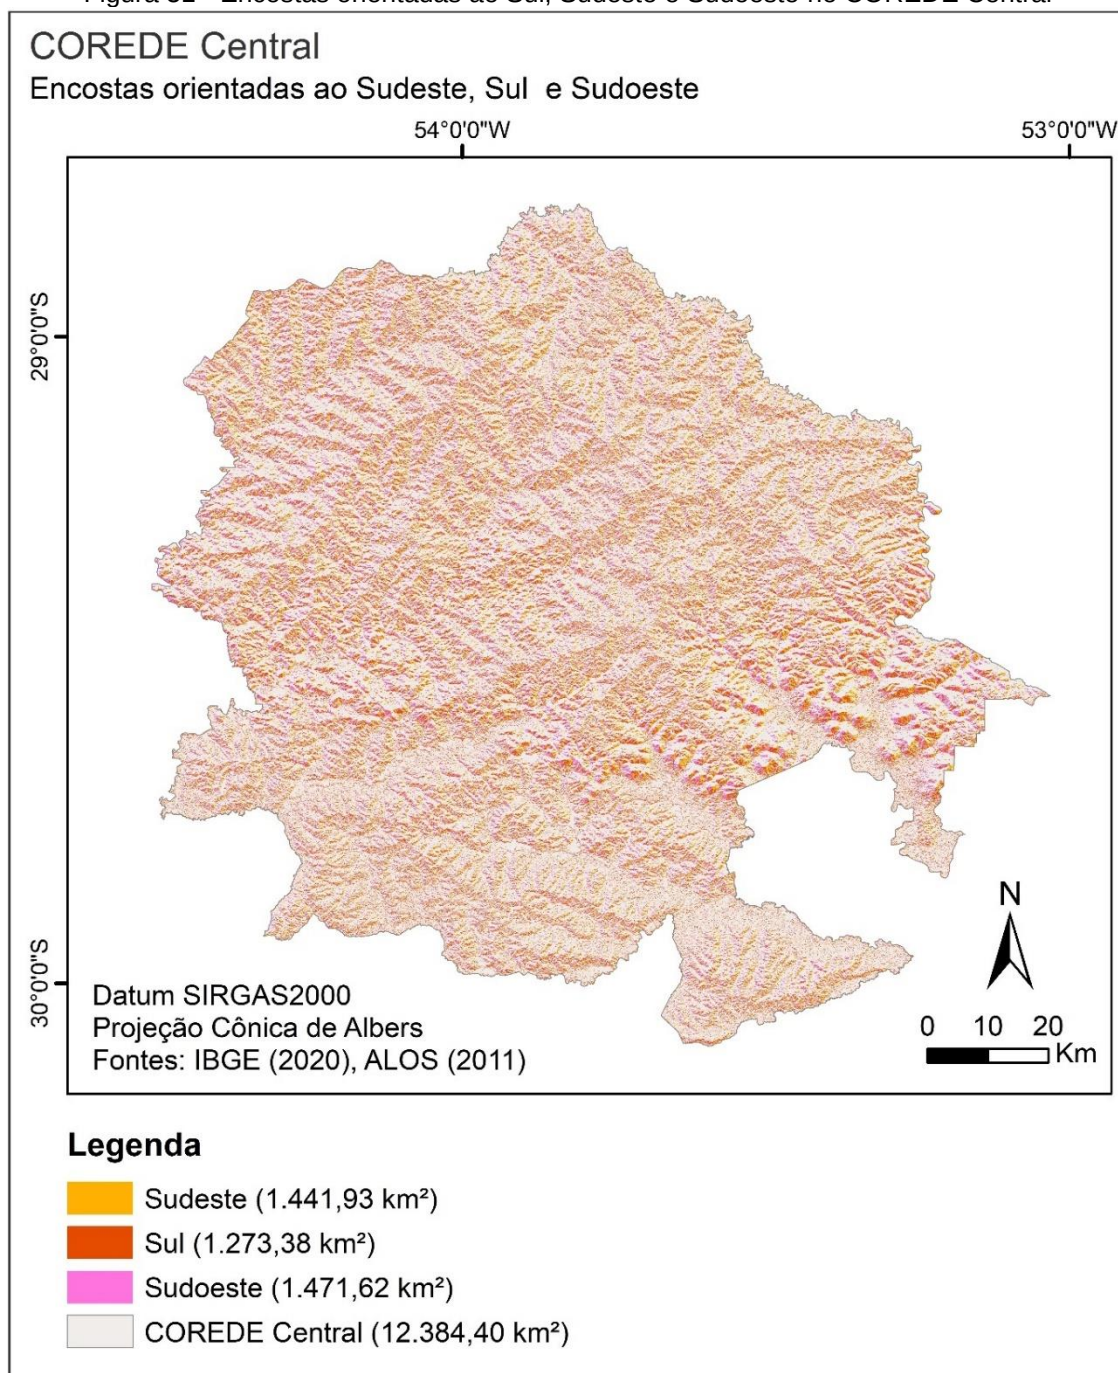 COREDE Central
Encostas orientadas ao Sudeste, Sul e Sudoeste
54°0'0"W
53°0'0"W
29°0'0"S
30°0'0"S
N
Datum SIRGAS2000
Projeção Cônica de Albers
Fontes: IBGE (2020), ALOS (2011)
0 10 20
Km
Legenda
Sudeste (1.441,93 km²)
Sul (1.273,38 km²)
Sudoeste (1.471,62 km²)
COREDE Central (12.384,40 km²)